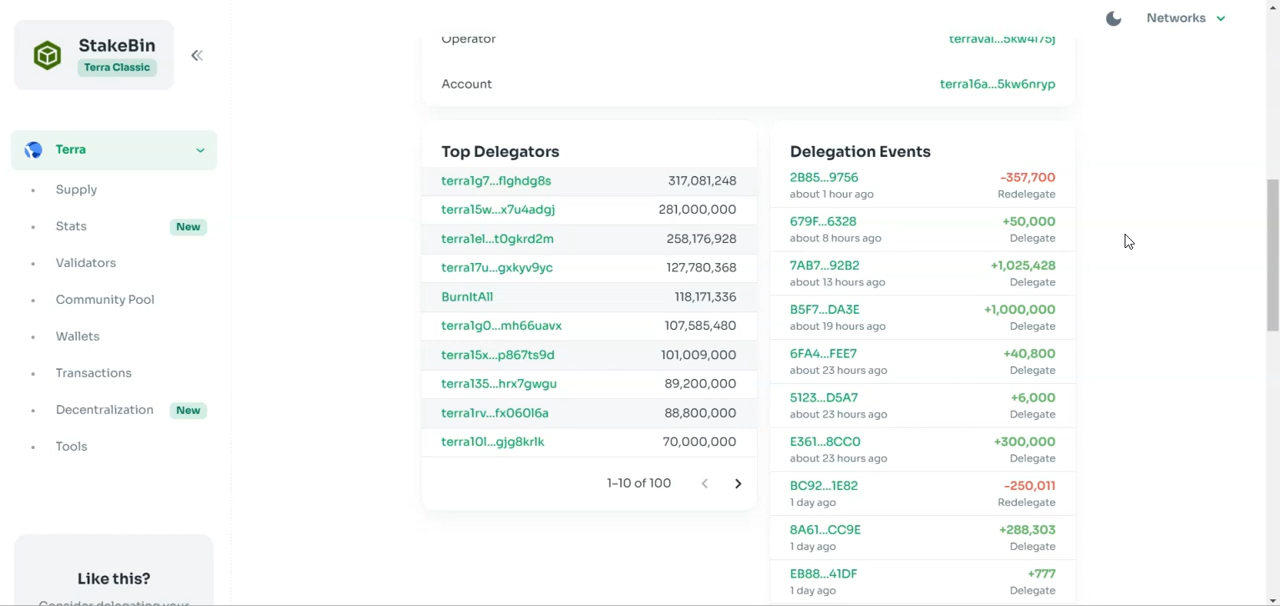 StakeBin
Terra Classic
Terra
Supply
Stats New
Validators
Community Pool
Wallets
Transactions
Decentralization New
Tools
Like this?
Consider delegating your
Networks
Operator terraval...5kw4l75j
Account terra16a...5kw6nryp
Top Delegators
terra1g7...flghdg8s 317,081,248
terra15w...x7u4adgj 281,000,000
terra1el...t0gkrd2m 258,176,928
terra17u...gxkyv9yc 127,780,368
BurnItAll 118,171,336
terra1g0...mh66uavx 107,585,480
terra15x...p867ts9d 101,009,000
terra135...hrx7gwgu 89,200,000
terra1rv...fx060l6a 88,800,000
terra10l...gjg8krlk 70,000,000
1-10 of 100
Delegation Events
2B85...9756 -357,700
about 1 hour ago Redelegate
679F...6328 +50,000
about 8 hours ago Delegate
7AB7...92B2 +1,025,428
about 13 hours ago Delegate
B5F7...DA3E +1,000,000
about 19 hours ago Delegate
6FA4...FEE7 +40,800
about 23 hours ago Delegate
5123...D5A7 +6,000
about 23 hours ago Delegate
E361...8CC0 +300,000
about 23 hours ago Delegate
BC92...1E82 -250,011
1 day ago Redelegate
8A61...CC9E +288,303
1 day ago Delegate
EB88...41DF +777
1 day ago Delegate